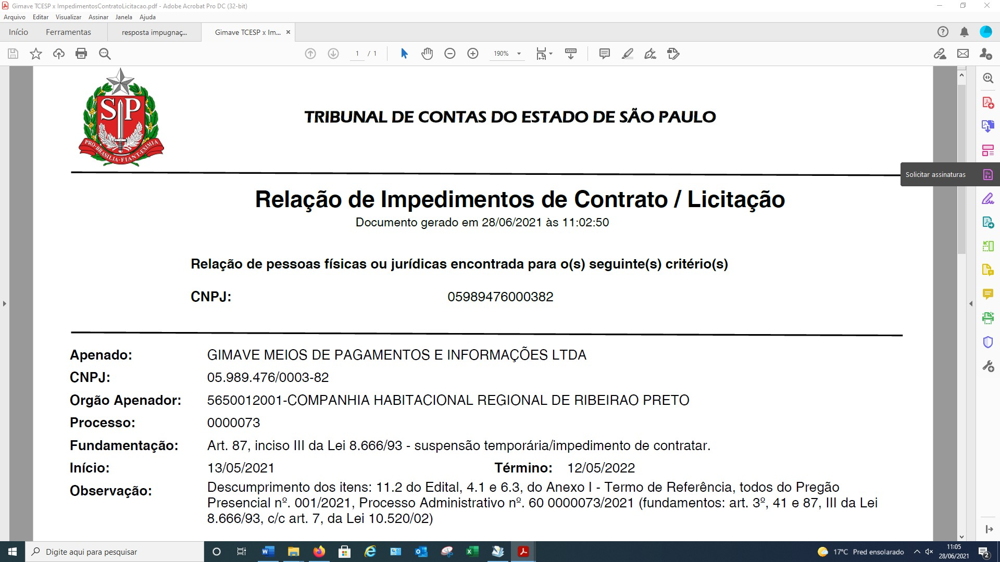 Gimave TCESP x ImpedimentosContratoLicitacao.pdf - Adobe Acrobat Pro DC (32-bit)
Arquivo Editar Visualizar Assinar Janela Ajuda
Início Ferramentas resposta impugnaç... Gimave TCESP x Im... ×
1 / 1 190%
SP
PRO·BRASILIA·FIANT·EXIMIA
TRIBUNAL DE CONTAS DO ESTADO DE SÃO PAULO
Solicitar assinaturas
Relação de Impedimentos de Contrato / Licitação
Documento gerado em 28/06/2021 às 11:02:50
Relação de pessoas físicas ou jurídicas encontrada para o(s) seguinte(s) critério(s)
CNPJ: 05989476000382
Apenado: GIMAVE MEIOS DE PAGAMENTOS E INFORMAÇÕES LTDA
CNPJ: 05.989.476/0003-82
Orgão Apenador: 5650012001-COMPANHIA HABITACIONAL REGIONAL DE RIBEIRAO PRETO
Processo: 0000073
Fundamentação: Art. 87, inciso III da Lei 8.666/93 - suspensão temporária/impedimento de contratar.
Início: 13/05/2021 Término: 12/05/2022
Observação: Descumprimento dos itens: 11.2 do Edital, 4.1 e 6.3, do Anexo I - Termo de Referência, todos do Pregão
Presencial nº. 001/2021, Processo Administrativo nº. 60 0000073/2021 (fundamentos: art. 3º, 41 e 87, III da Lei
8.666/93, c/c art. 7, da Lei 10.520/02)
Digite aqui para pesquisar
17°C Pred ensolarado
11:05
28/06/2021
2